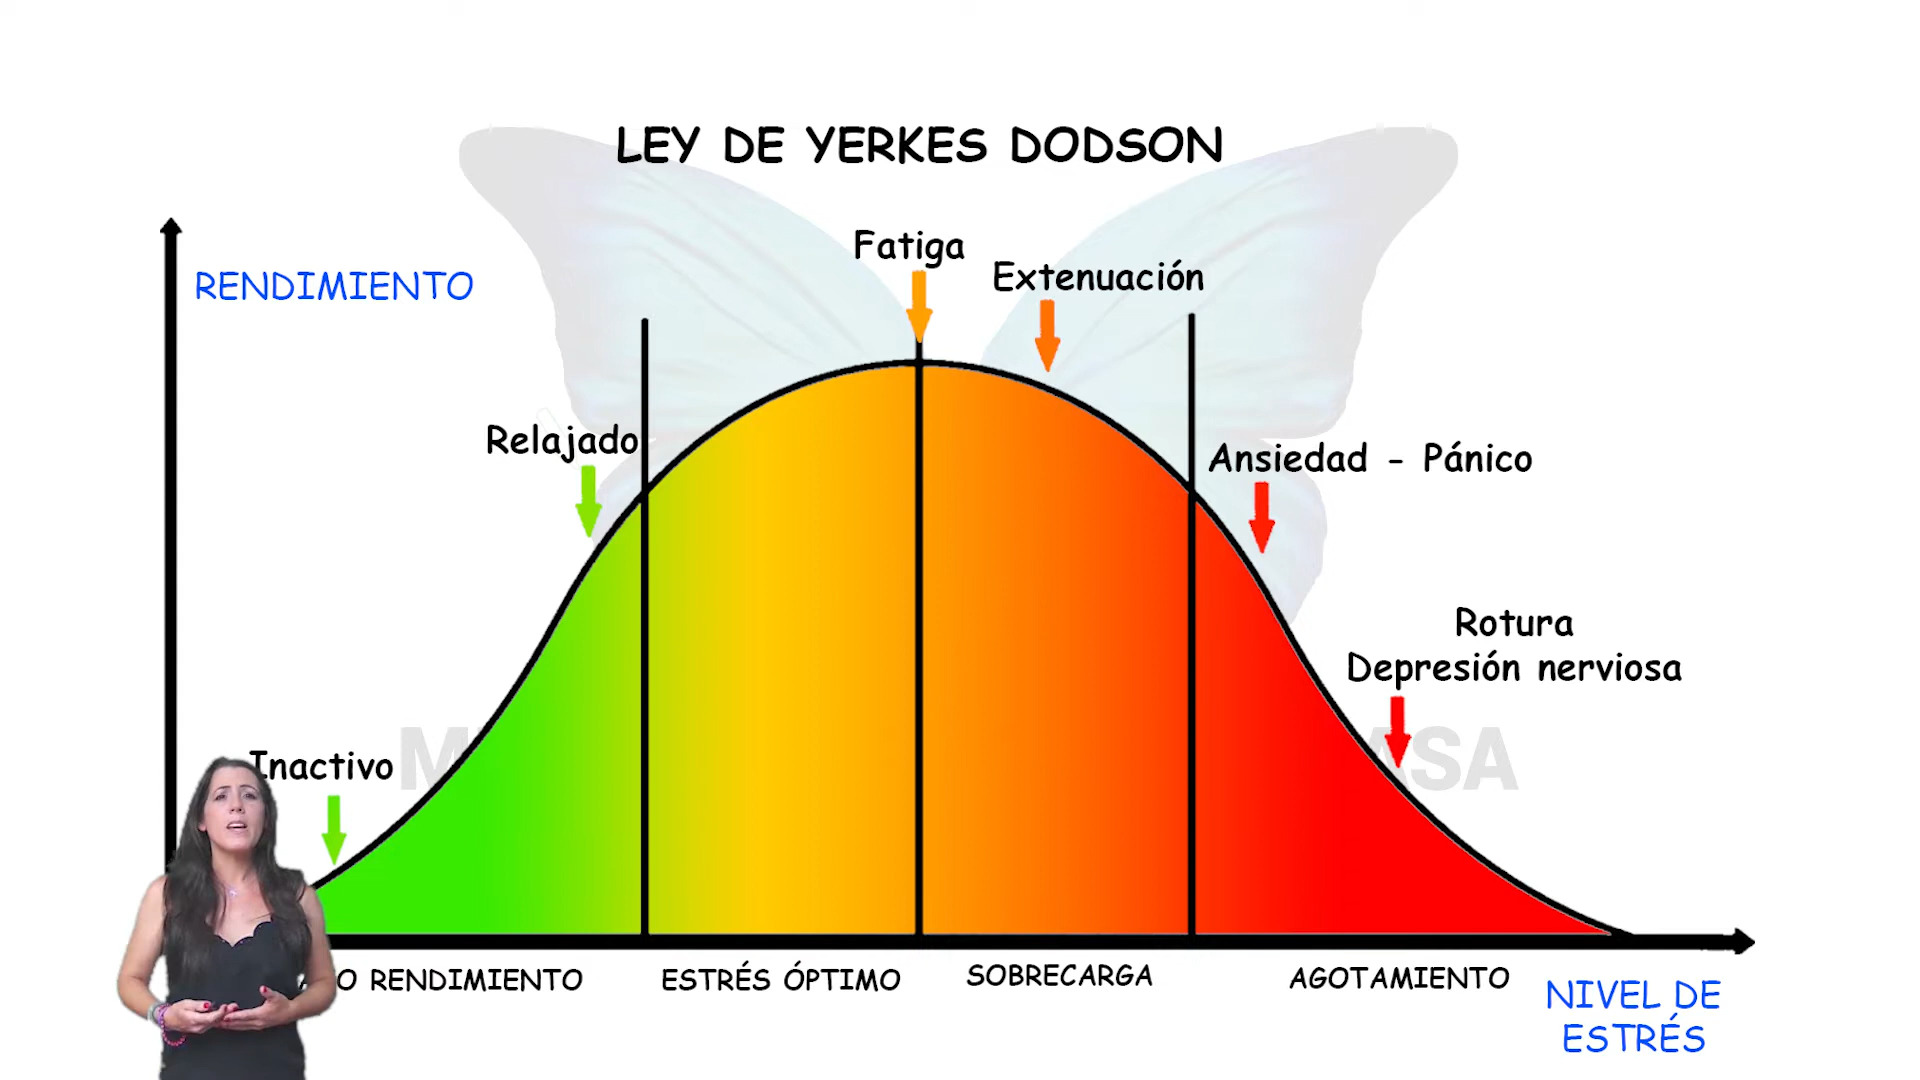 LEY DE YERKES DODSON
Fatiga
Extenuación
RENDIMIENTO
Relajado
Ansiedad - Pánico
Rotura
Depresión nerviosa
Inactivo
RENDIMIENTO
ESTRÉS ÓPTIMO
SOBRECARGA
AGOTAMIENTO
NIVEL DE
ESTRÉS